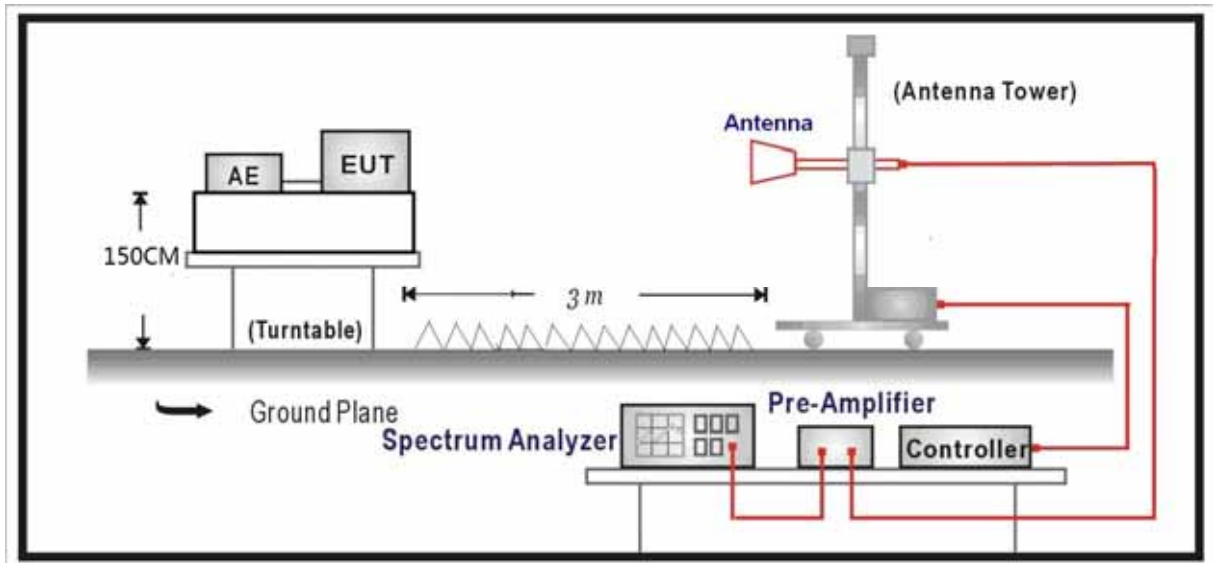 (Antenna Tower)
Antenna
AE
EUT
150CM
3 m
(Turntable)
Ground Plane
Pre-Amplifier
Spectrum Analyzer
Controller